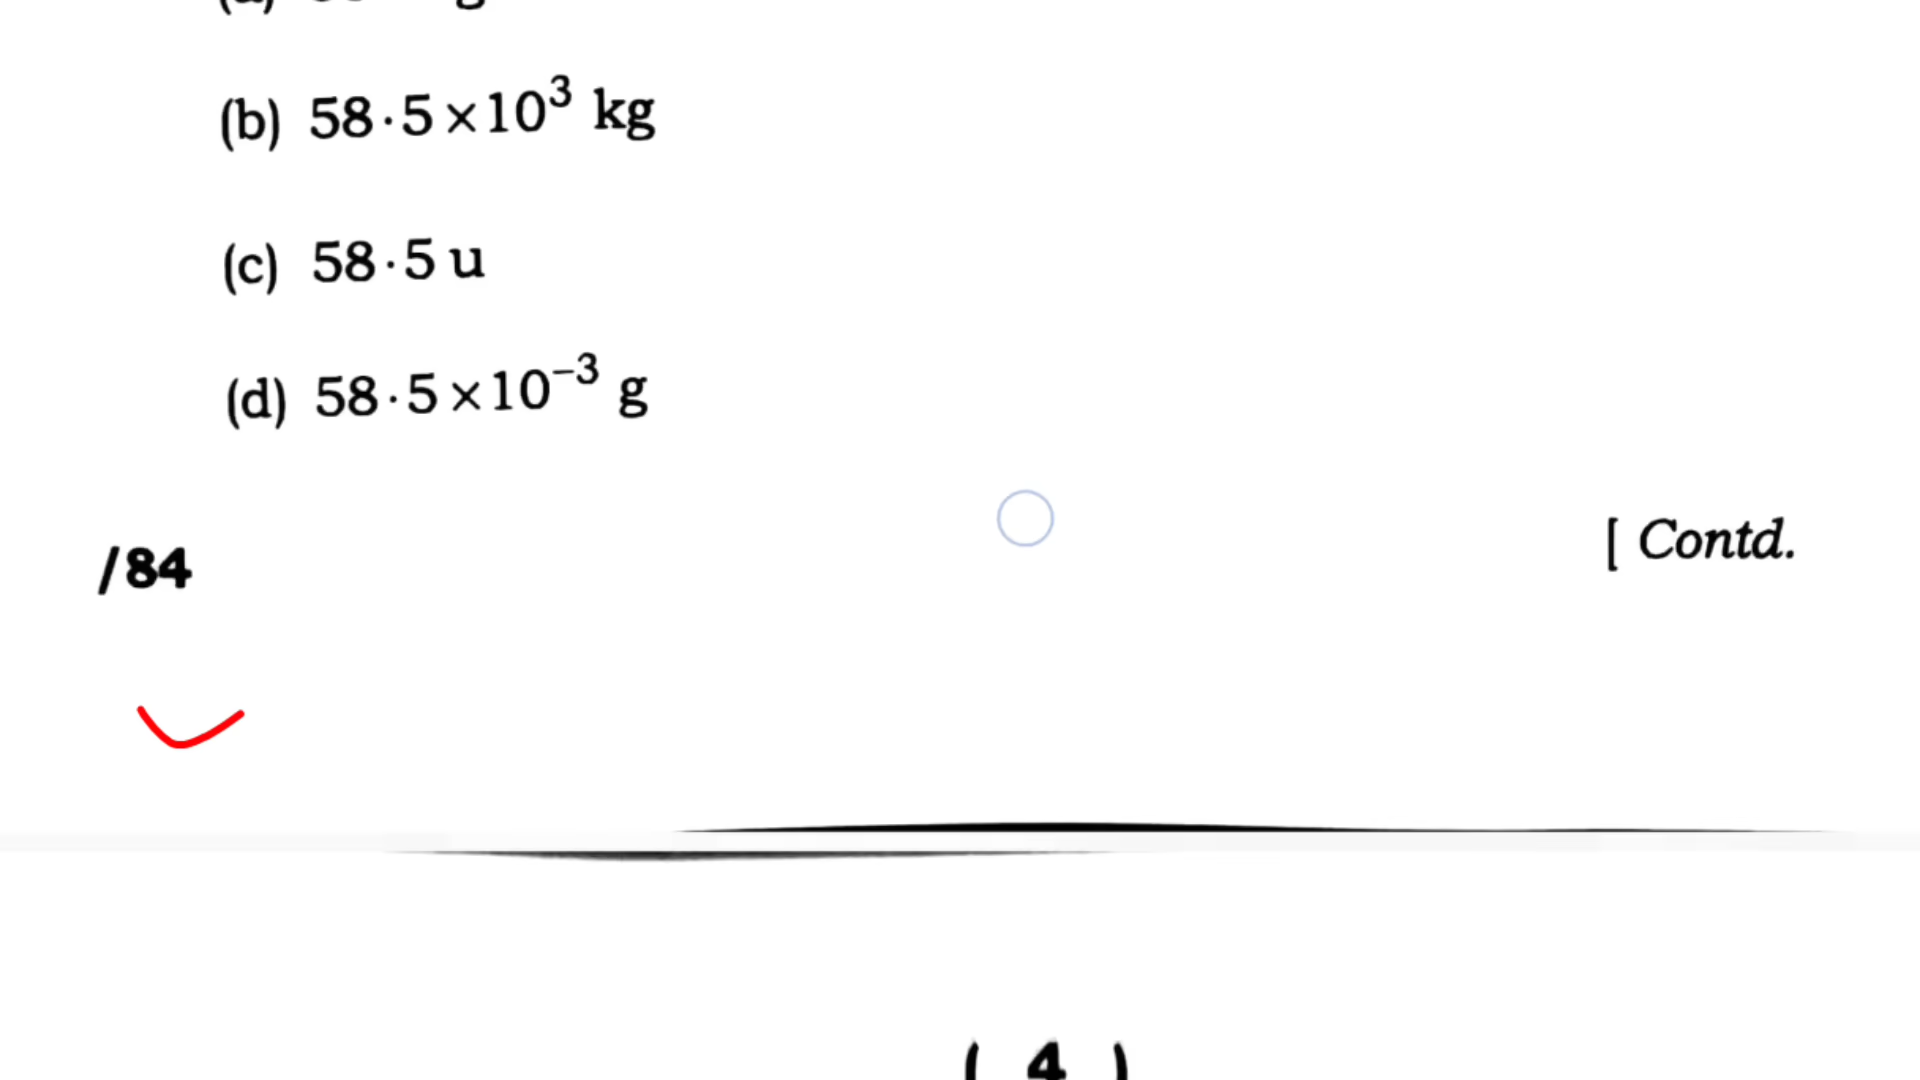 (b) 58·5×10³ kg
(c) 58·5 u
(d) 58·5×10⁻³ g
/84
[ Contd.
( 4 )